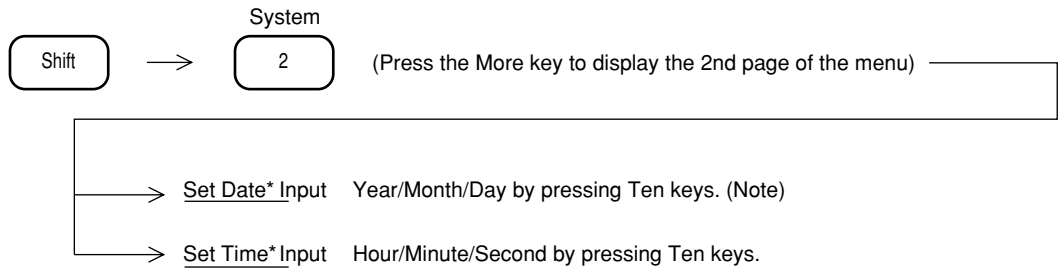 System
Shift 2 (Press the More key to display the 2nd page of the menu)
Set Date* Input Year/Month/Day by pressing Ten keys. (Note)
Set Time* Input Hour/Minute/Second by pressing Ten keys.